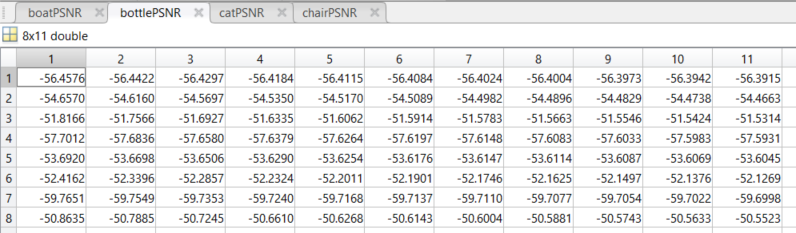 boatPSNR bottlePSNR catPSNR chairPSNR
8x11 double
1 2 3 4 5 6 7 8 9 10 11
1 -56.4576 -56.4422 -56.4297 -56.4184 -56.4115 -56.4084 -56.4024 -56.4004 -56.3973 -56.3942 -56.3915
2 -54.6570 -54.6160 -54.5697 -54.5350 -54.5170 -54.5089 -54.4982 -54.4896 -54.4829 -54.4738 -54.4663
3 -51.8166 -51.7566 -51.6927 -51.6335 -51.6062 -51.5914 -51.5783 -51.5663 -51.5546 -51.5424 -51.5314
4 -57.7012 -57.6836 -57.6580 -57.6379 -57.6264 -57.6197 -57.6148 -57.6083 -57.6033 -57.5983 -57.5931
5 -53.6920 -53.6698 -53.6506 -53.6290 -53.6254 -53.6176 -53.6147 -53.6114 -53.6087 -53.6069 -53.6045
6 -52.4162 -52.3396 -52.2857 -52.2324 -52.2011 -52.1901 -52.1746 -52.1625 -52.1497 -52.1376 -52.1269
7 -59.7651 -59.7549 -59.7353 -59.7240 -59.7168 -59.7137 -59.7110 -59.7077 -59.7054 -59.7022 -59.6998
8 -50.8635 -50.7885 -50.7245 -50.6610 -50.6268 -50.6143 -50.6004 -50.5881 -50.5743 -50.5633 -50.5523